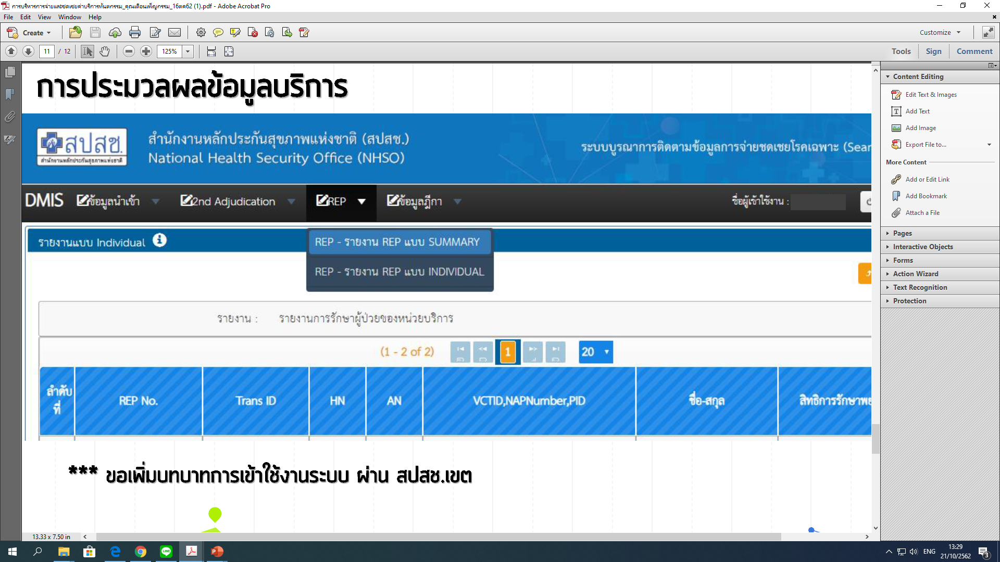 การบริหารการจ่ายและชดเชยค่าบริการทันตกรรม_คุณเดือนเพ็ญกรรม_16ตค62 (1).pdf - Adobe Acrobat Pro
File Edit View Window Help
Create
Customize
11 / 12 125%
Tools Sign Comment
การประมวลผลข้อมูลบริการ
สปสช.
สำนักงานหลักประกันสุขภาพแห่งชาติ
สำนักงานหลักประกันสุขภาพแห่งชาติ (สปสช.)
National Health Security Office (NHSO)
ระบบบูรณาการติดตามข้อมูลการจ่ายชดเชยโรคเฉพาะ (Sear
DMIS ข้อมูลนำเข้า 2nd Adjudication REP ข้อมูลฎีกา ชื่อผู้เข้าใช้งาน :
รายงานแบบ Individual
REP - รายงาน REP แบบ SUMMARY
REP - รายงาน REP แบบ INDIVIDUAL
รายงาน : รายงานการรักษาผู้ป่วยของหน่วยบริการ
(1 - 2 of 2) 1 20
ลำดับที่ REP No. Trans ID HN AN VCTID,NAPNumber,PID ชื่อ-สกุล สิทธิการรักษาพย
*** ขอเพิ่มบทบาทการเข้าใช้งานระบบ ผ่าน สปสช.เขต
13.33 x 7.50 in
Content Editing
Edit Text & Images
Add Text
Add Image
Export File to...
More Content
Add or Edit Link
Add Bookmark
Attach a File
Pages
Interactive Objects
Forms
Action Wizard
Text Recognition
Protection
LINE
ENG
13:29
21/10/2562
3